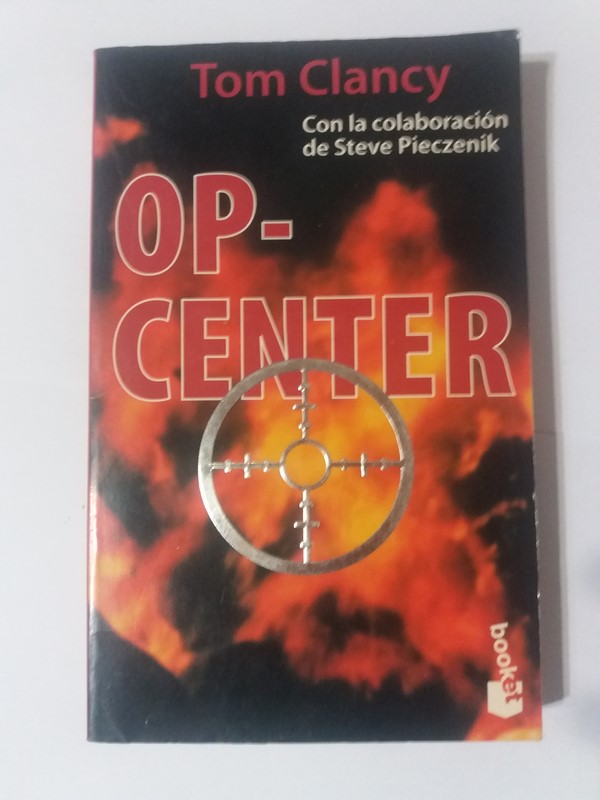 Tom Clancy
Con la colaboración
de Steve Pieczenik
OP-
CENTER
booket